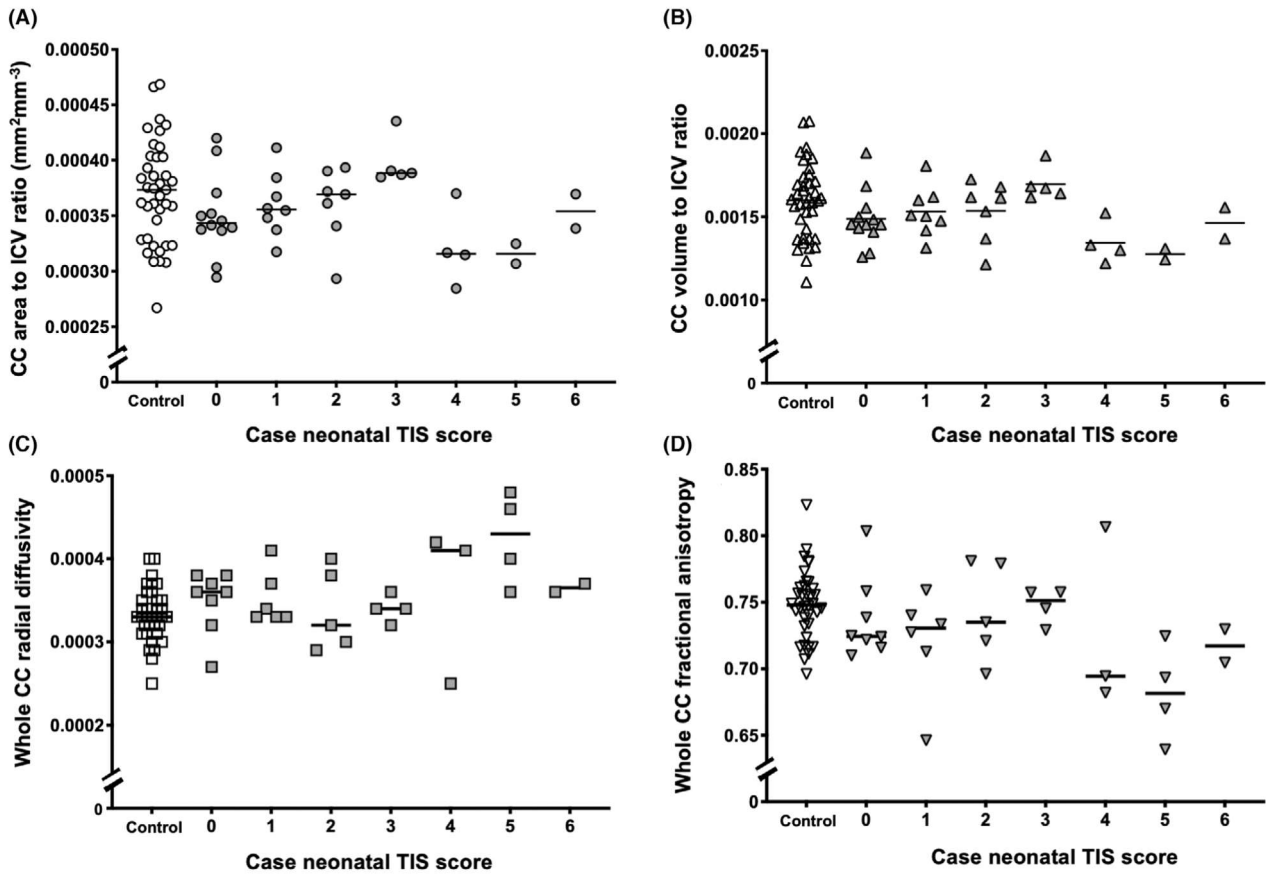 (A)
CC area to ICV ratio (mm²mm⁻³)
0.00050
0.00045
0.00040
0.00035
0.00030
0.00025
0
Control 0 1 2 3 4 5 6
Case neonatal TIS score
(B)
CC volume to ICV ratio
0.0025
0.0020
0.0015
0.0010
0
Control 0 1 2 3 4 5 6
Case neonatal TIS score
(C)
Whole CC radial diffusivity
0.0005
0.0004
0.0003
0.0002
0
Control 0 1 2 3 4 5 6
Case neonatal TIS score
(D)
Whole CC fractional anisotropy
0.85
0.80
0.75
0.70
0.65
0
Control 0 1 2 3 4 5 6
Case neonatal TIS score